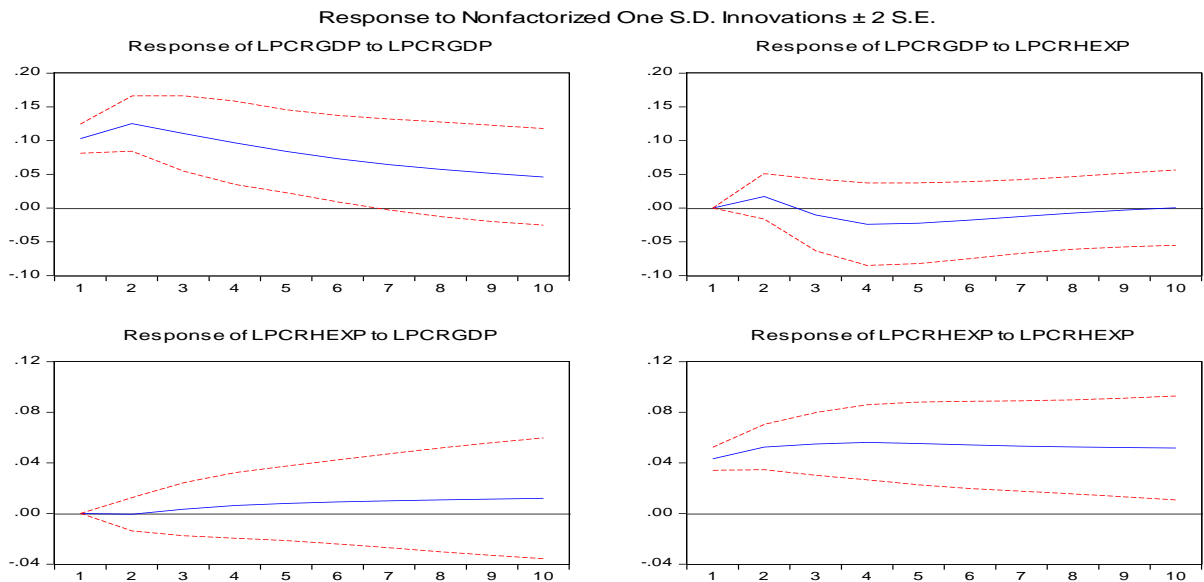 Response to Nonfactorized One S.D. Innovations ± 2 S.E.
Response of LPCRGDP to LPCRGDP
.20
.15
.10
.05
.00
-.05
-.10
1 2 3 4 5 6 7 8 9 10
Response of LPCRGDP to LPCRHEXP
.20
.15
.10
.05
.00
-.05
-.10
1 2 3 4 5 6 7 8 9 10
Response of LPCRHEXP to LPCRGDP
.12
.08
.04
.00
-.04
1 2 3 4 5 6 7 8 9 10
Response of LPCRHEXP to LPCRHEXP
.12
.08
.04
.00
-.04
1 2 3 4 5 6 7 8 9 10